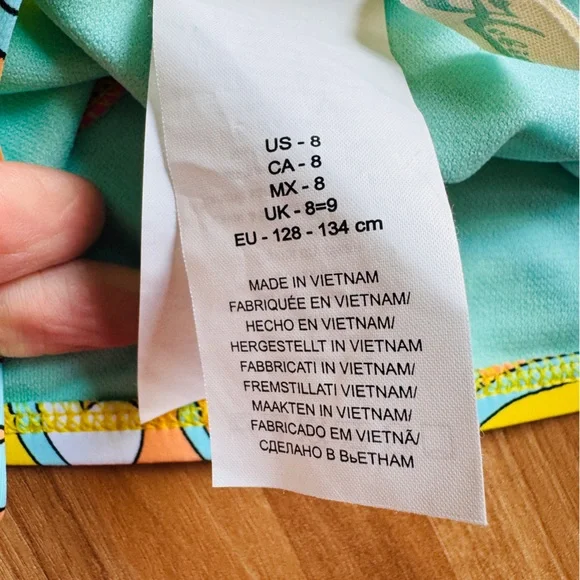 US - 8
CA - 8
MX - 8
UK - 8=9
EU - 128 - 134 cm
MADE IN VIETNAM
FABRIQUÉE EN VIETNAM/
HECHO EN VIETNAM/
HERGESTELLT IN VIETNAM/
FABBRICATI IN VIETNAM/
FREMSTILLATI VIETNAM/
MAAKTEN IN VIETNAM/
FABRICADO EM VIETNÃ/
СДЕЛАНО В ВЬЕТНАМ